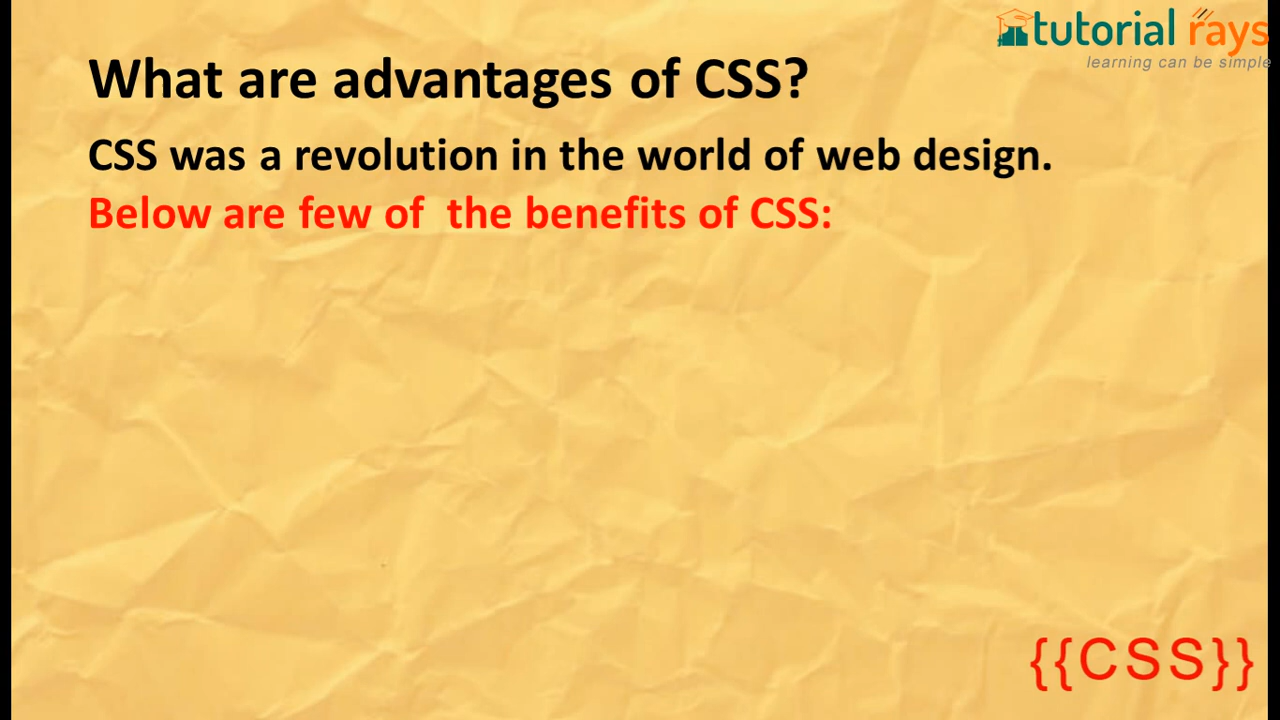 tutorial rays
learning can be simple
What are advantages of CSS?
CSS was a revolution in the world of web design.
Below are few of  the benefits of CSS:
{{CSS}}